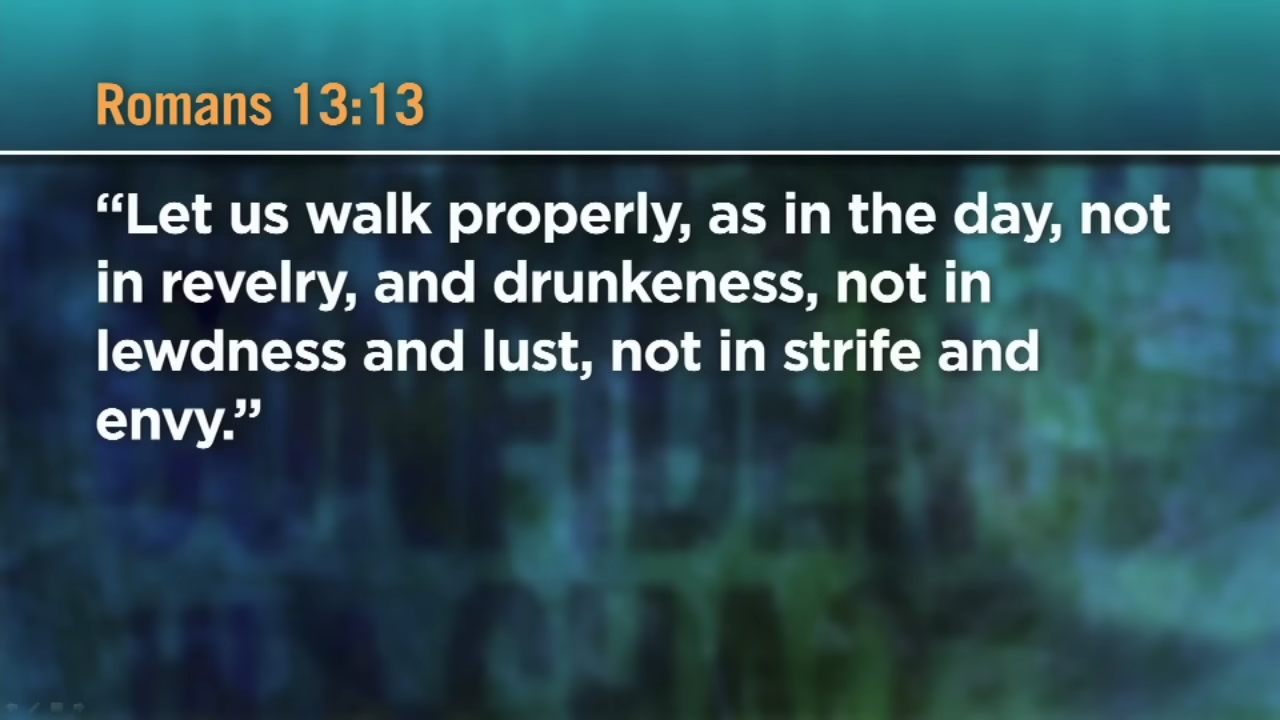 Romans 13:13
“Let us walk properly, as in the day, not
in revelry, and drunkeness, not in
lewdness and lust, not in strife and
envy.”